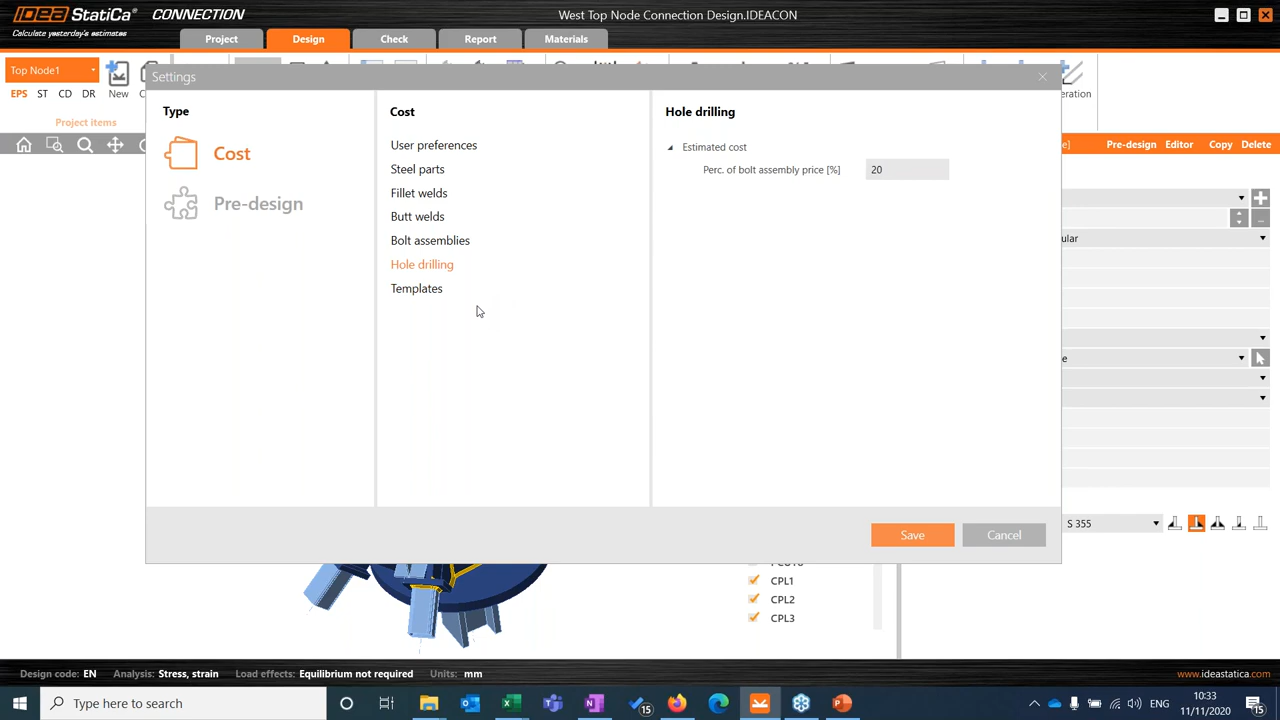 IDEA StatiCa® CONNECTION
Calculate yesterday's estimates
West Top Node Connection Design.IDEACON
Project Design Check Report Materials
Top Node1
EPS ST CD DR New
Project items
Settings
Type
Cost
Pre-design
Cost
User preferences
Steel parts
Fillet welds
Butt welds
Bolt assemblies
Hole drilling
Templates
Hole drilling
Estimated cost
Perc. of bolt assembly price [%] 20
Save Cancel
Pre-design Editor Copy Delete
S 355
CPL1
CPL2
CPL3
Design code: EN Analysis: Stress, strain Load effects: Equilibrium not required Units: mm
www.ideastatica.com
Type here to search
15
ENG
10:33
11/11/2020
15